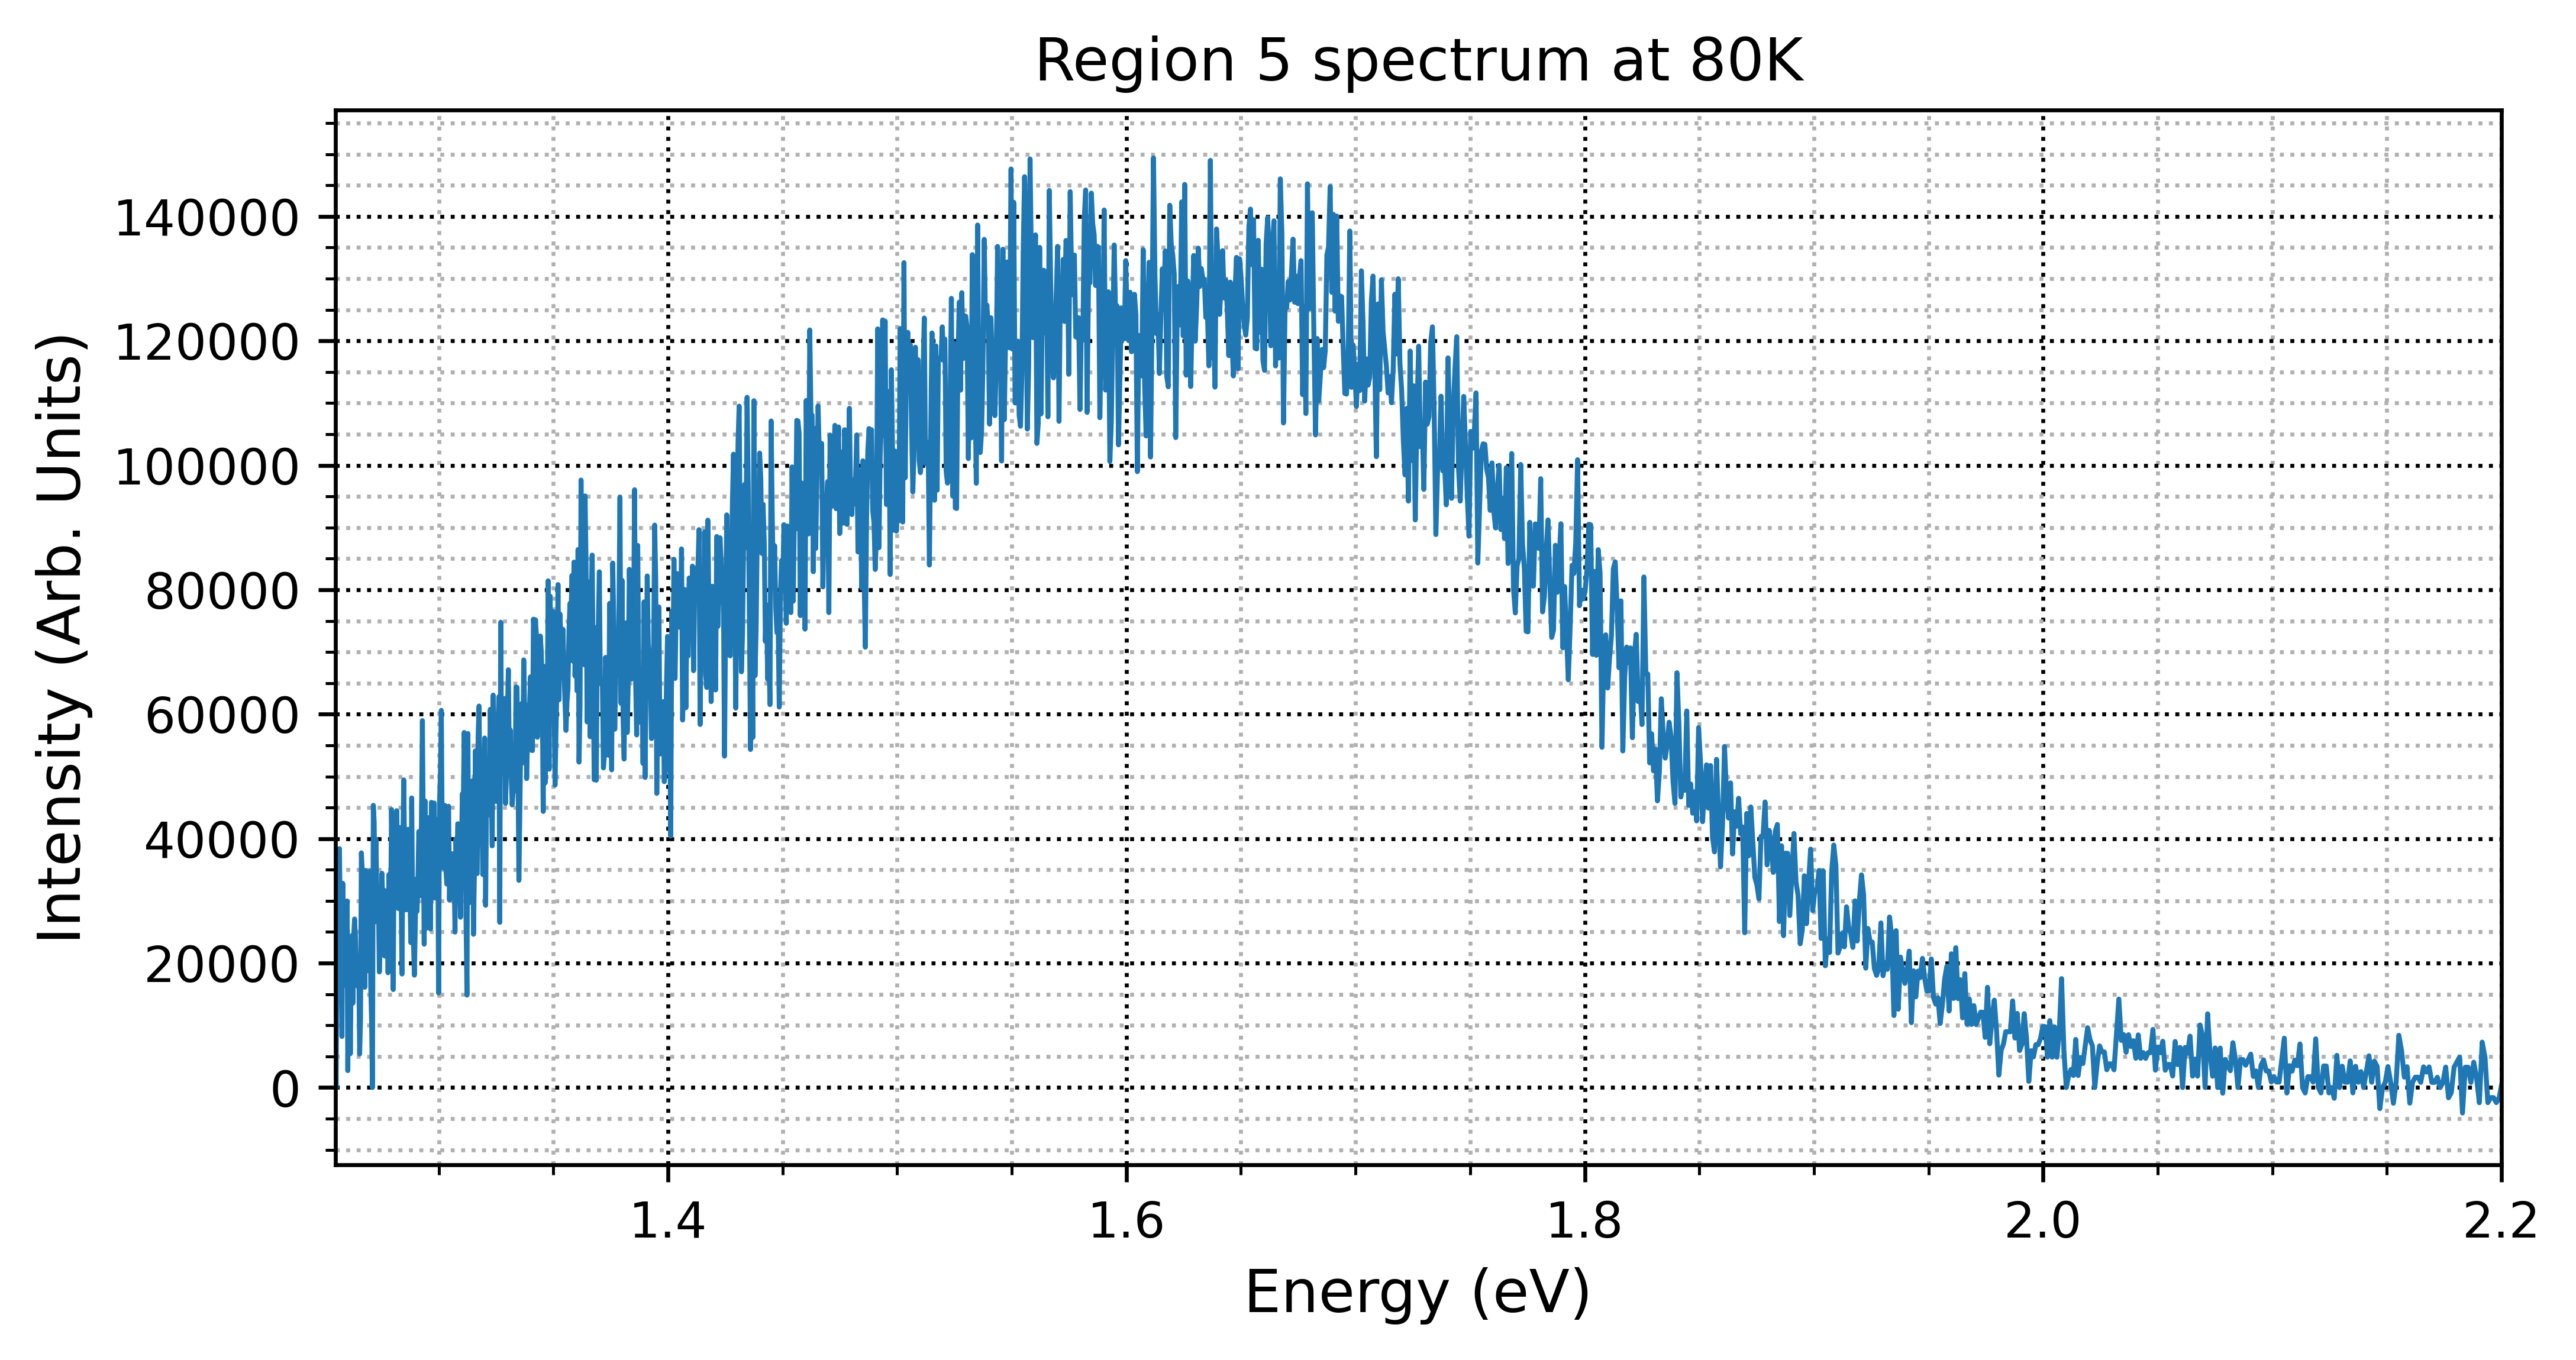 Region 5 spectrum at 80K
Intensity (Arb. Units)
140000
120000
100000
80000
60000
40000
20000
0
1.4 1.6 1.8 2.0 2.2
Energy (eV)